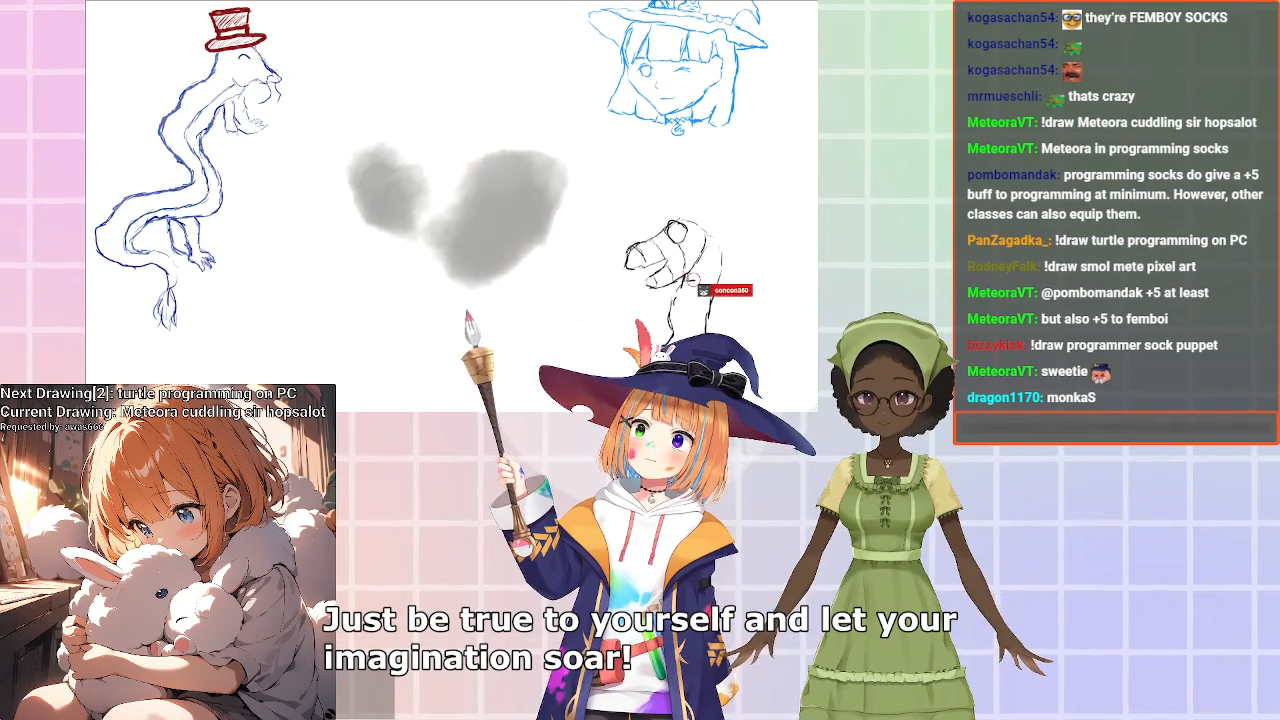 kogasachan54: they're FEMBOY SOCKS
kogasachan54:
kogasachan54:
mrmueschli: thats crazy
MeteoraVT: !draw Meteora cuddling sir hopsalot
MeteoraVT: Meteora in programming socks
pombomandak: programming socks do give a +5
buff to programming at minimum. However, other
classes can also equip them.
PanZagadka_: !draw turtle programming on PC
RodneyFalk: !draw smol mete pixel art
MeteoraVT: @pombomandak +5 at least
MeteoraVT: but also +5 to femboi
bizzykick: !draw programmer sock puppet
MeteoraVT: sweetie
dragon1170: monkaS
concon350
Next Drawing[2]: turtle programming on PC
Current Drawing: Meteora cuddling sir hopsalot
Requested by: avas600
Just be true to yourself and let your
imagination soar!